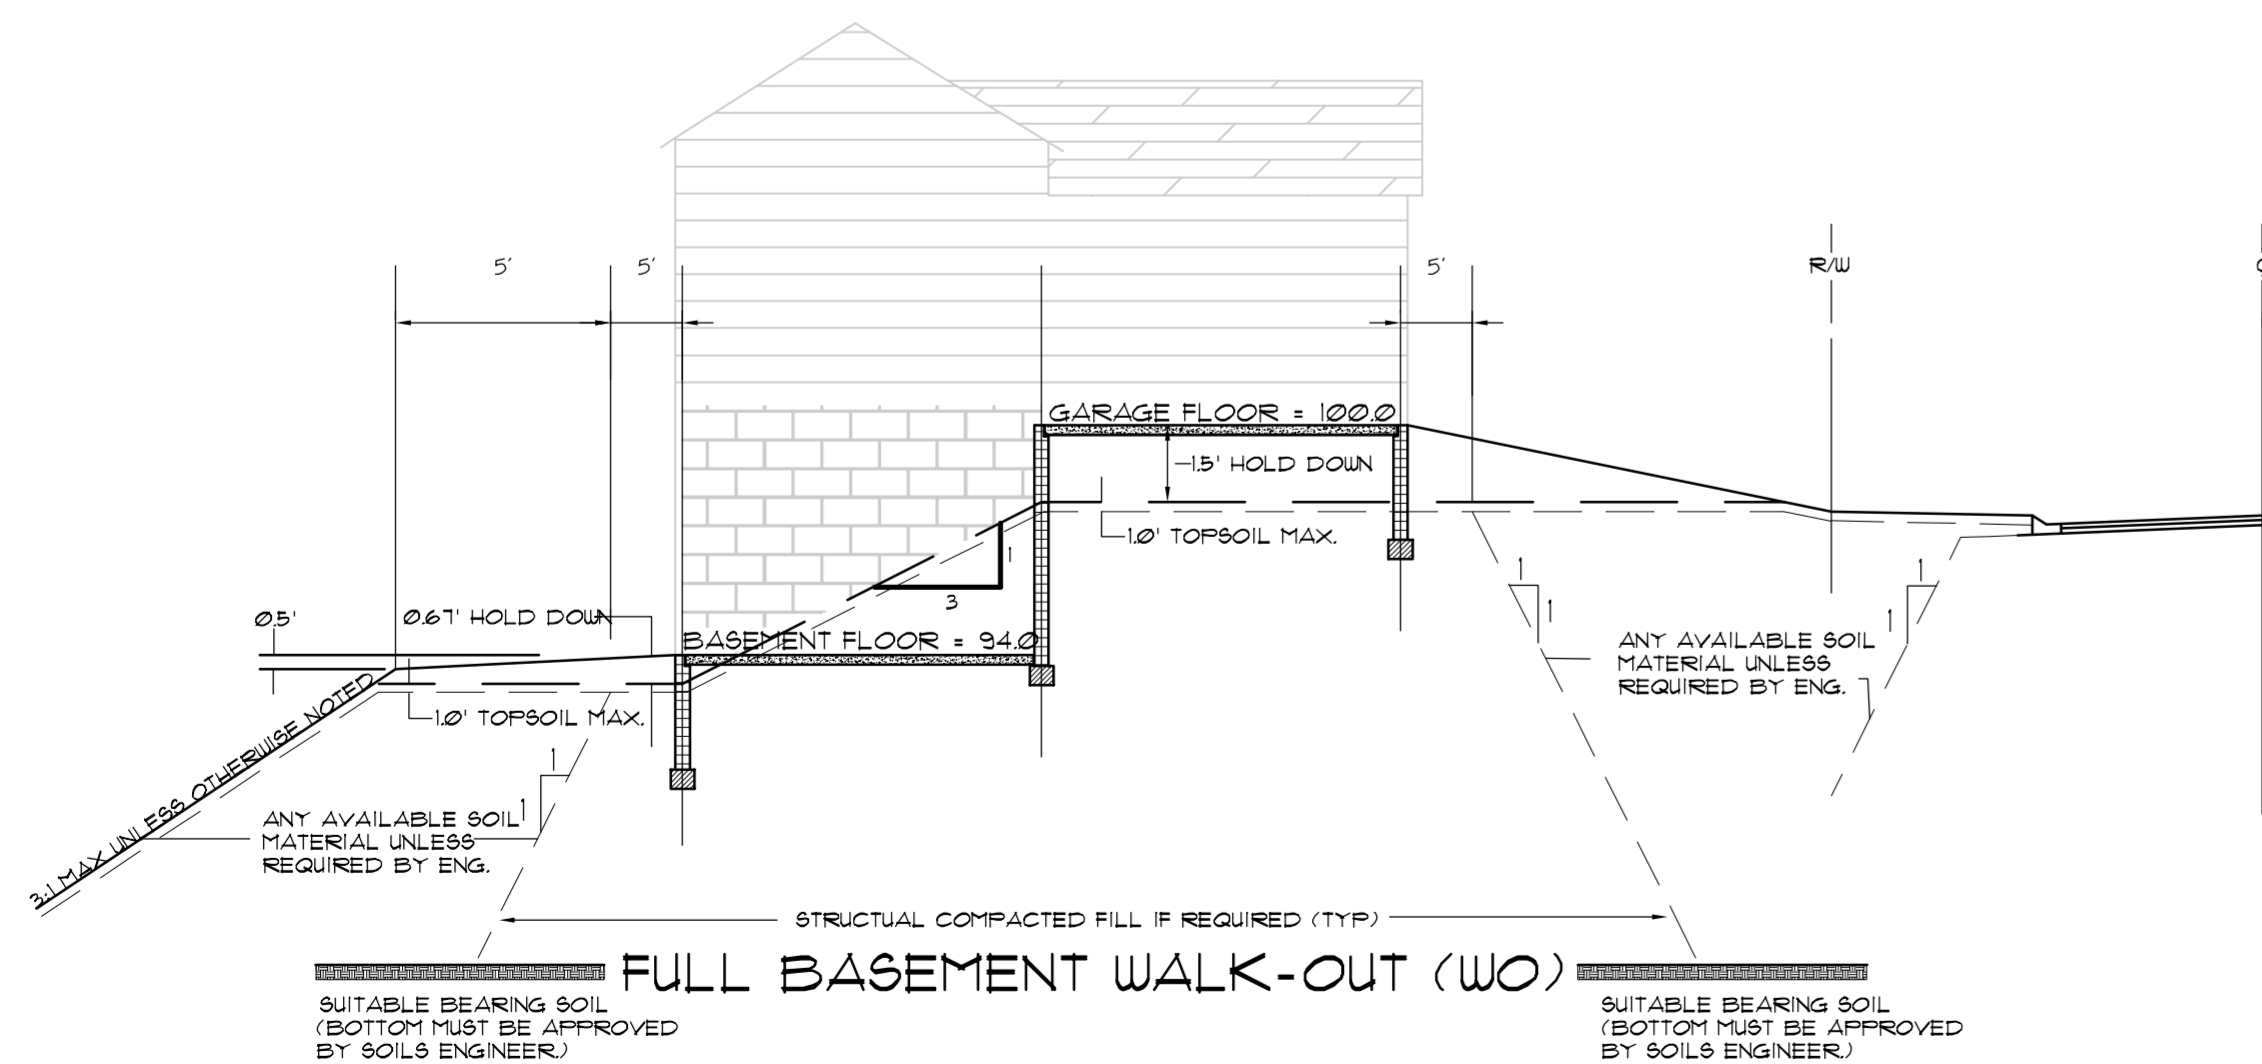 5'
5'
5'
R/W
GARAGE FLOOR = 100.0
1.5' HOLD DOWN
1.0' TOPSOIL MAX.
1
3
0.5'
0.67' HOLD DOWN
BASEMENT FLOOR = 94.0
1
1
1
1
ANY AVAILABLE SOIL
MATERIAL UNLESS
REQUIRED BY ENG.
1.0' TOPSOIL MAX.
3:1 MAX UNLESS OTHERWISE NOTED
1
1
ANY AVAILABLE SOIL
MATERIAL UNLESS
REQUIRED BY ENG.
STRUCTUAL COMPACTED FILL IF REQUIRED (TYP)
FULL BASEMENT WALK-OUT (WO)
SUITABLE BEARING SOIL
(BOTTOM MUST BE APPROVED
BY SOILS ENGINEER.)
SUITABLE BEARING SOIL
(BOTTOM MUST BE APPROVED
BY SOILS ENGINEER.)